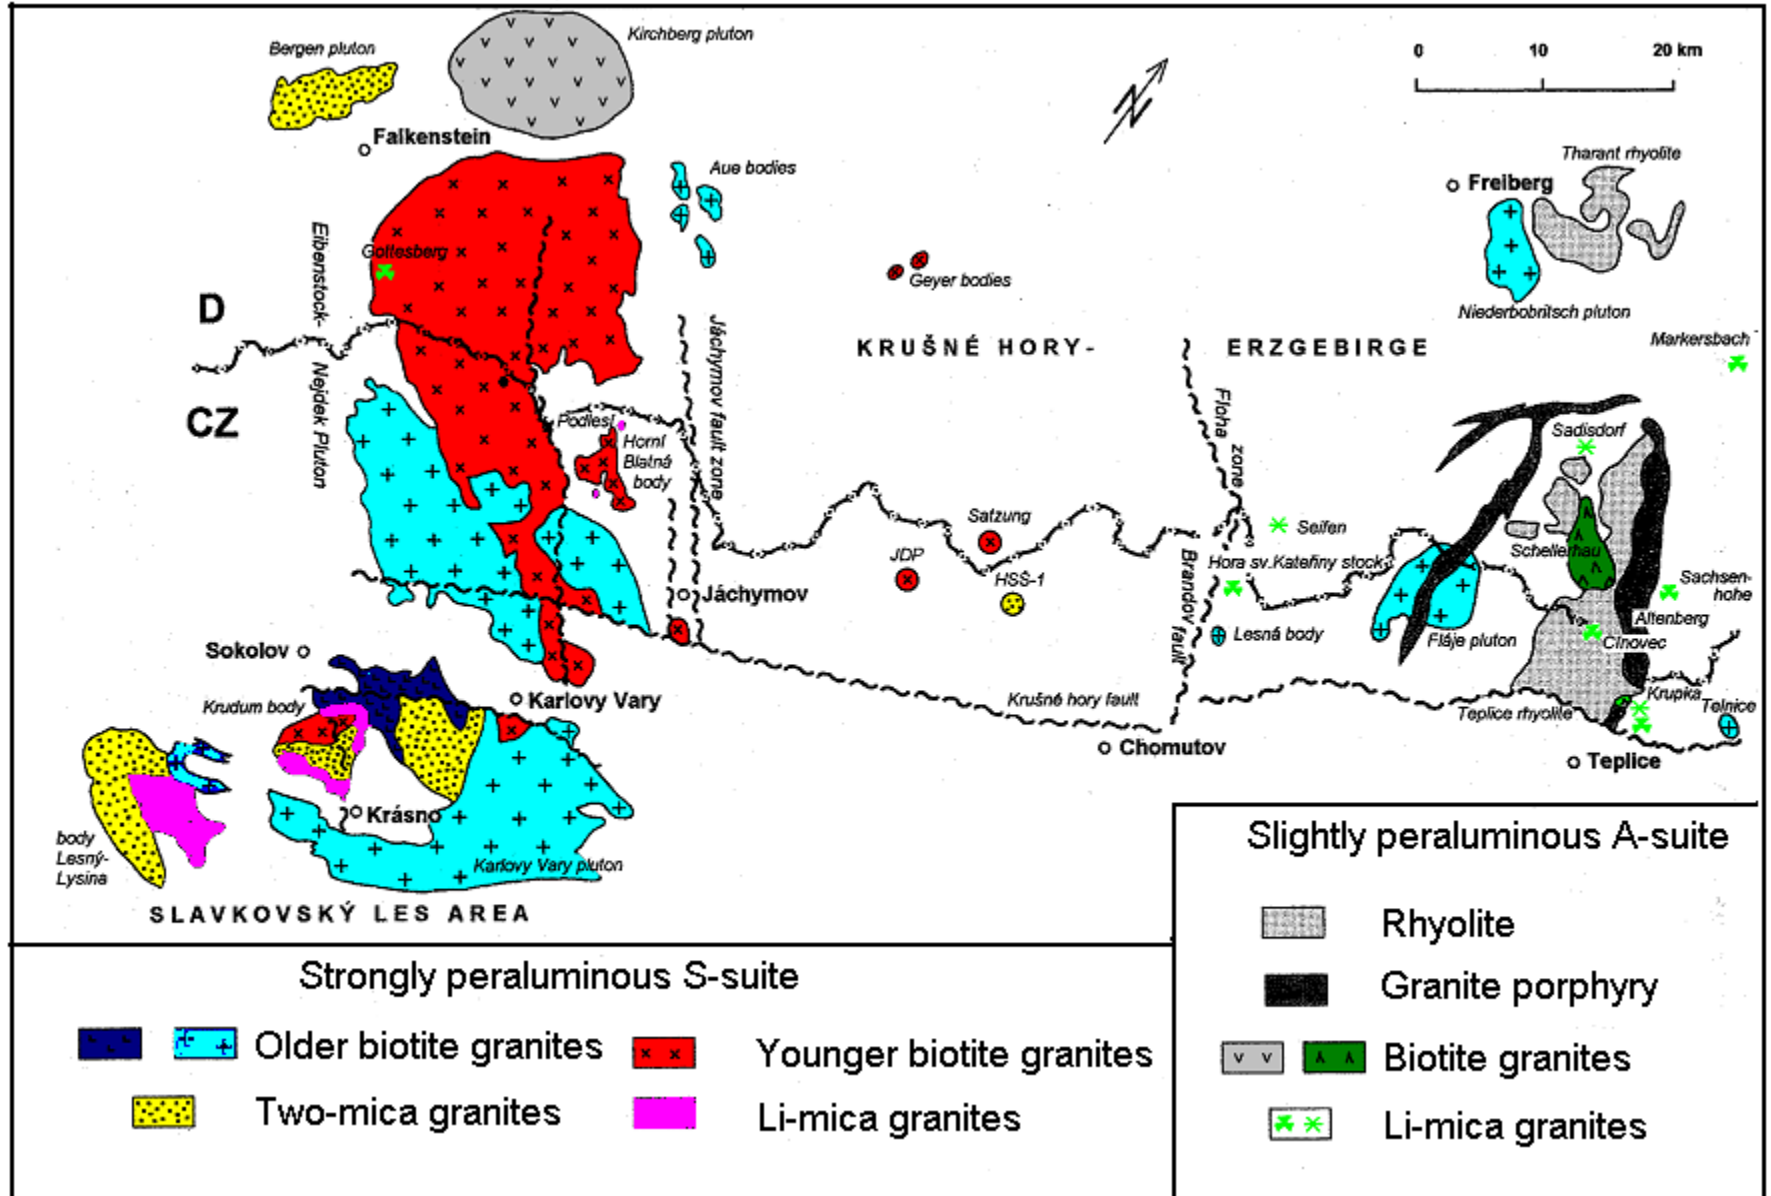 Bergen pluton
Kirchberg pluton
0 10 20 km
N
Falkenstein
Aue bodies
Tharant rhyolite
Freiberg
Gottesberg
Eibenstock-
Nejdek Pluton
Geyer bodies
Niederbobritsch pluton
D
CZ
Jáchymov fault zone
KRUŠNÉ HORY-
ERZGEBIRGE
Markersbach
Podlesí
Horní
Blatná
body
Floha zone
Sadisdorf
Satzung
JDP
HSS-1
Seifen
Hora sv.Kateřiny stock
Schellerhau
Sachsen-
hohe
Jáchymov
Brandov fault
Lesná body
Fláje pluton
Altenberg
Cínovec
Sokolov
Krudum body
Karlovy Vary
Krušné hory fault
Teplice rhyolite
Krupka
Telnice
Chomutov
Teplice
Krásno
body
Lesný-
Lysina
Karlovy Vary pluton
SLAVKOVSKÝ LES AREA
Strongly peraluminous S-suite
Older biotite granites
Younger biotite granites
Two-mica granites
Li-mica granites
Slightly peraluminous A-suite
Rhyolite
Granite porphyry
Biotite granites
Li-mica granites